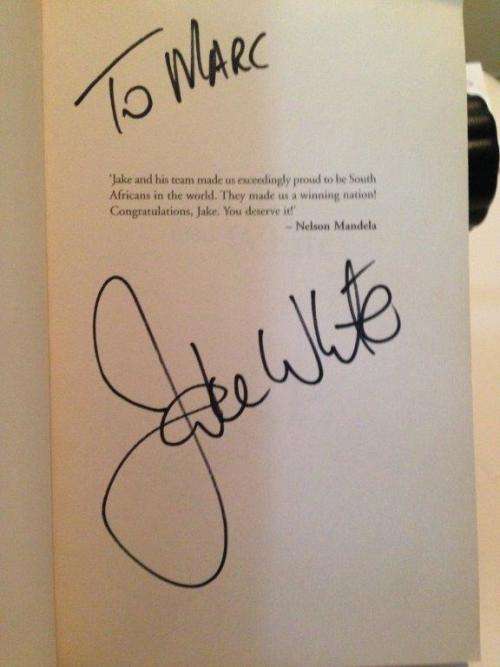 To MARC
'Jake and his team made us exceedingly proud to be South
Africans in the world. They made us a winning nation!
Congratulations, Jake. You deserve it!'
– Nelson Mandela
Jake White